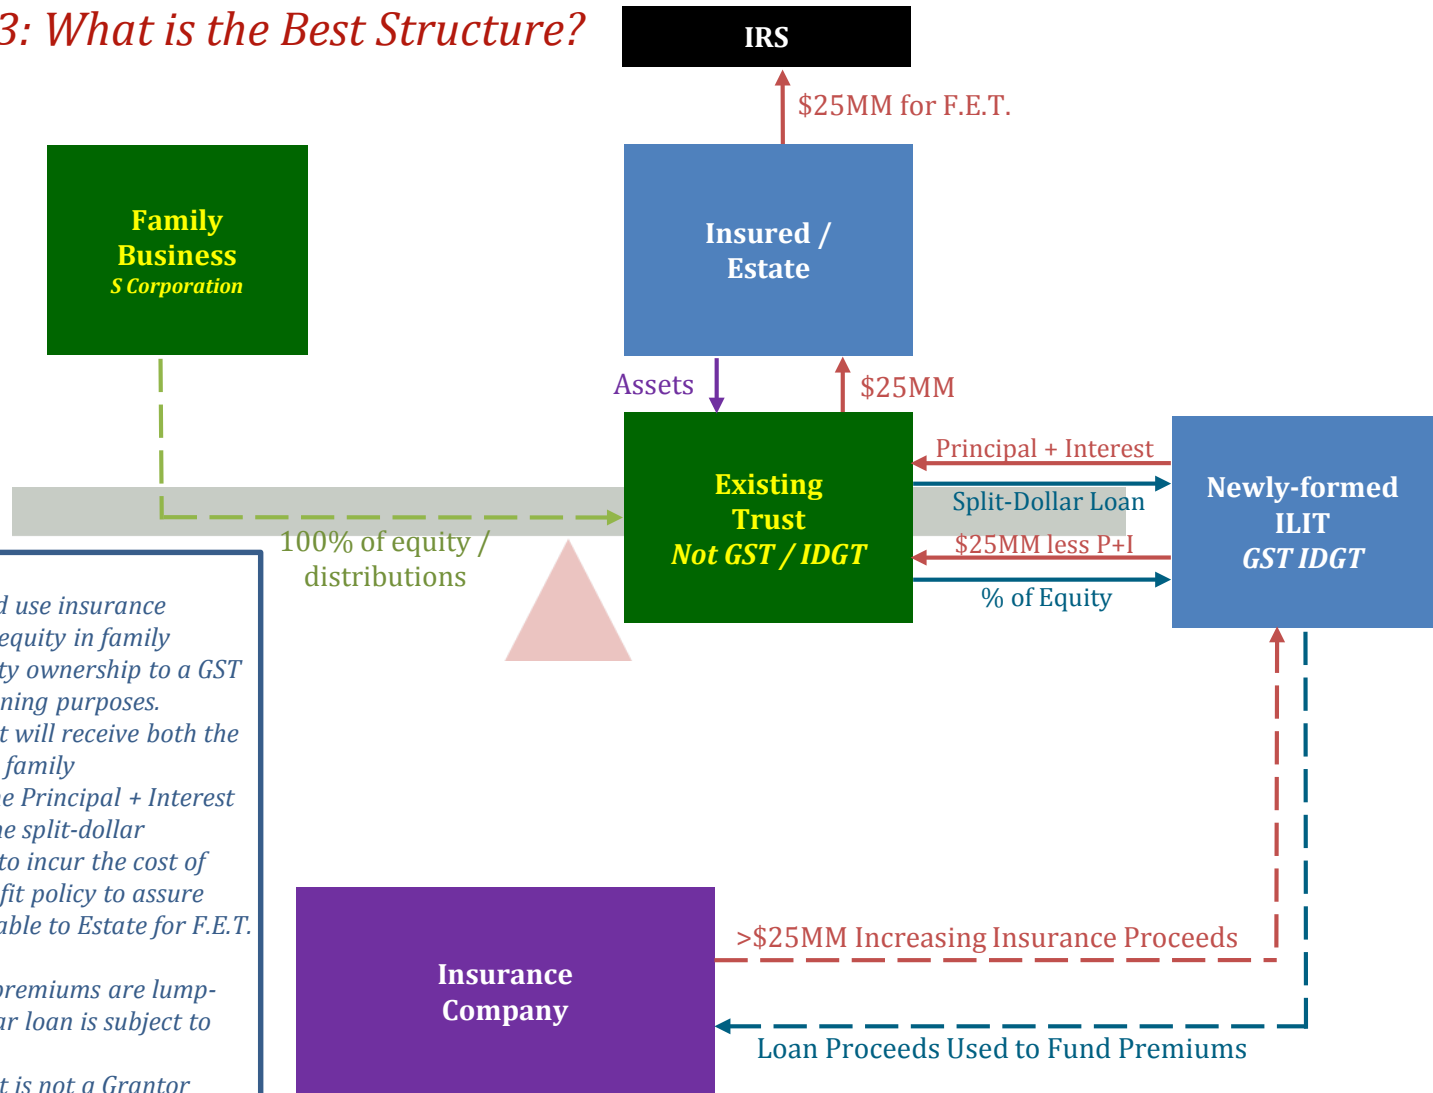 3: What is the Best Structure?
IRS
$25MM for F.E.T.
Family
Business
S Corporation
Insured /
Estate
Assets
$25MM
Existing
Trust
Not GST / IDGT
Principal + Interest
Split-Dollar Loan
$25MM less P+I
% of Equity
Newly-formed
ILIT
GST IDGT
100% of equity /
distributions
use insurance
equity in family
ty ownership to a GST
ning purposes.
t will receive both the
family
e Principal + Interest
he split-dollar
to incur the cost of
fit policy to assure
able to Estate for F.E.T.
premiums are lump-
ar loan is subject to
t is not a Grantor
Insurance
Company
>$25MM Increasing Insurance Proceeds
Loan Proceeds Used to Fund Premiums